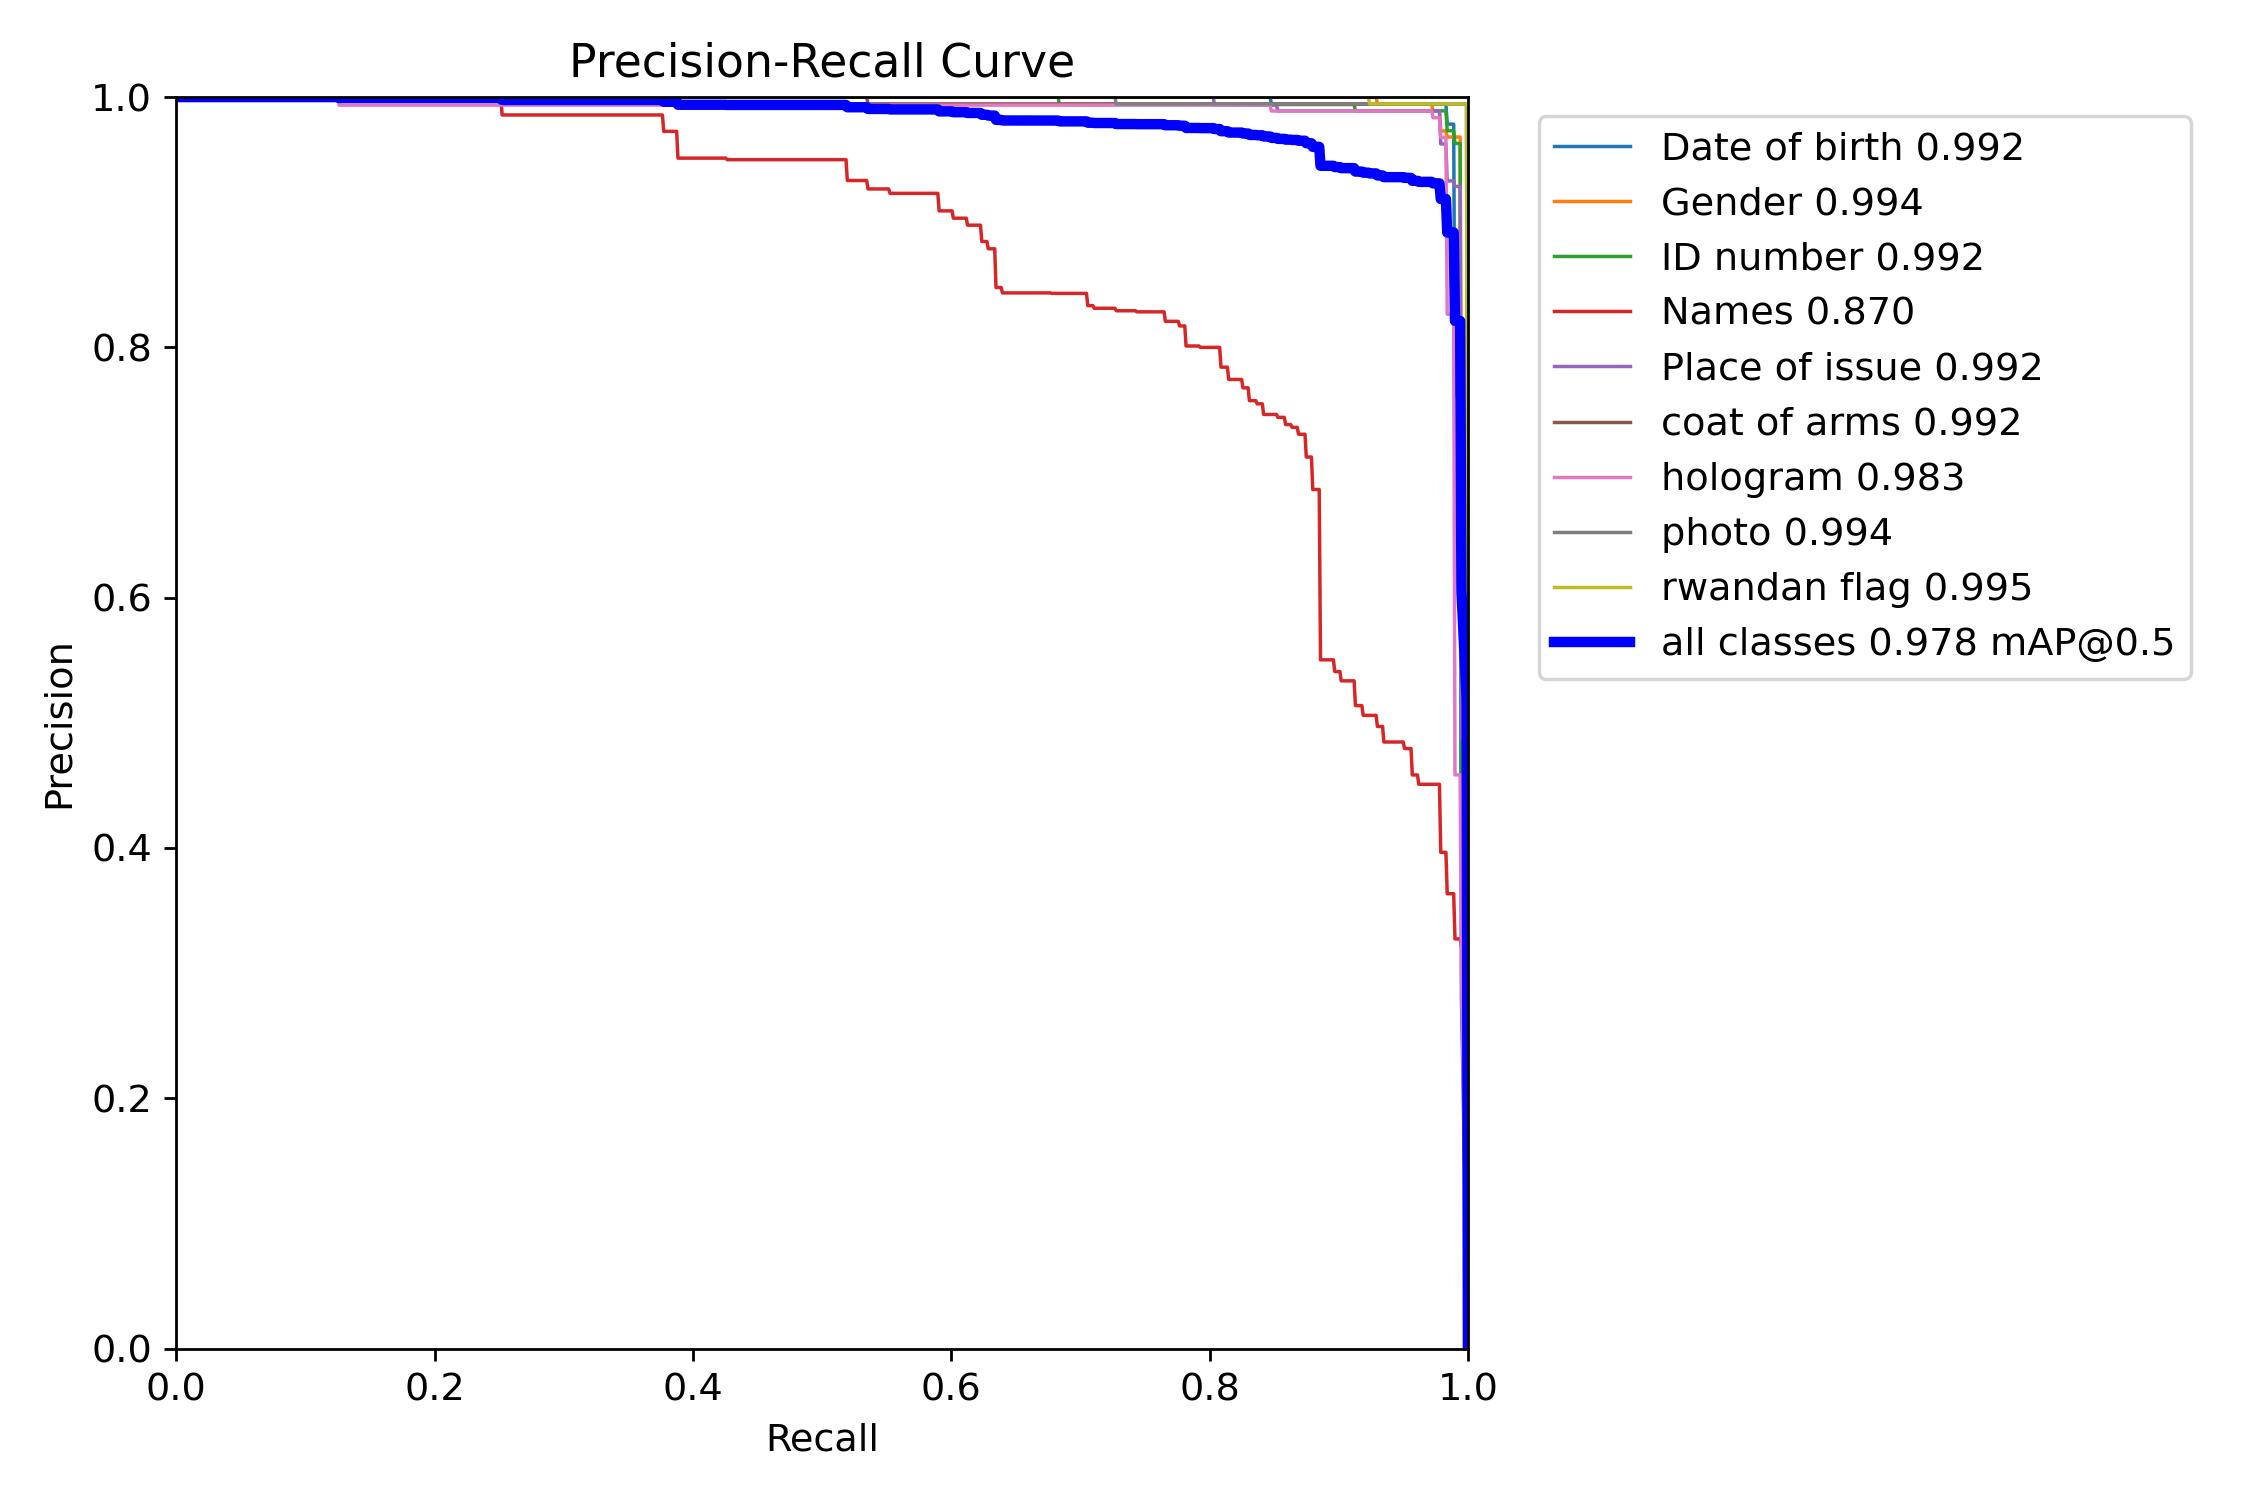 Precision-Recall Curve
1.0
0.8
0.6
0.4
0.2
0.0
Precision
0.0 0.2 0.4 0.6 0.8 1.0
Recall
Date of birth 0.992
Gender 0.994
ID number 0.992
Names 0.870
Place of issue 0.992
coat of arms 0.992
hologram 0.983
photo 0.994
rwandan flag 0.995
all classes 0.978 mAP@0.5